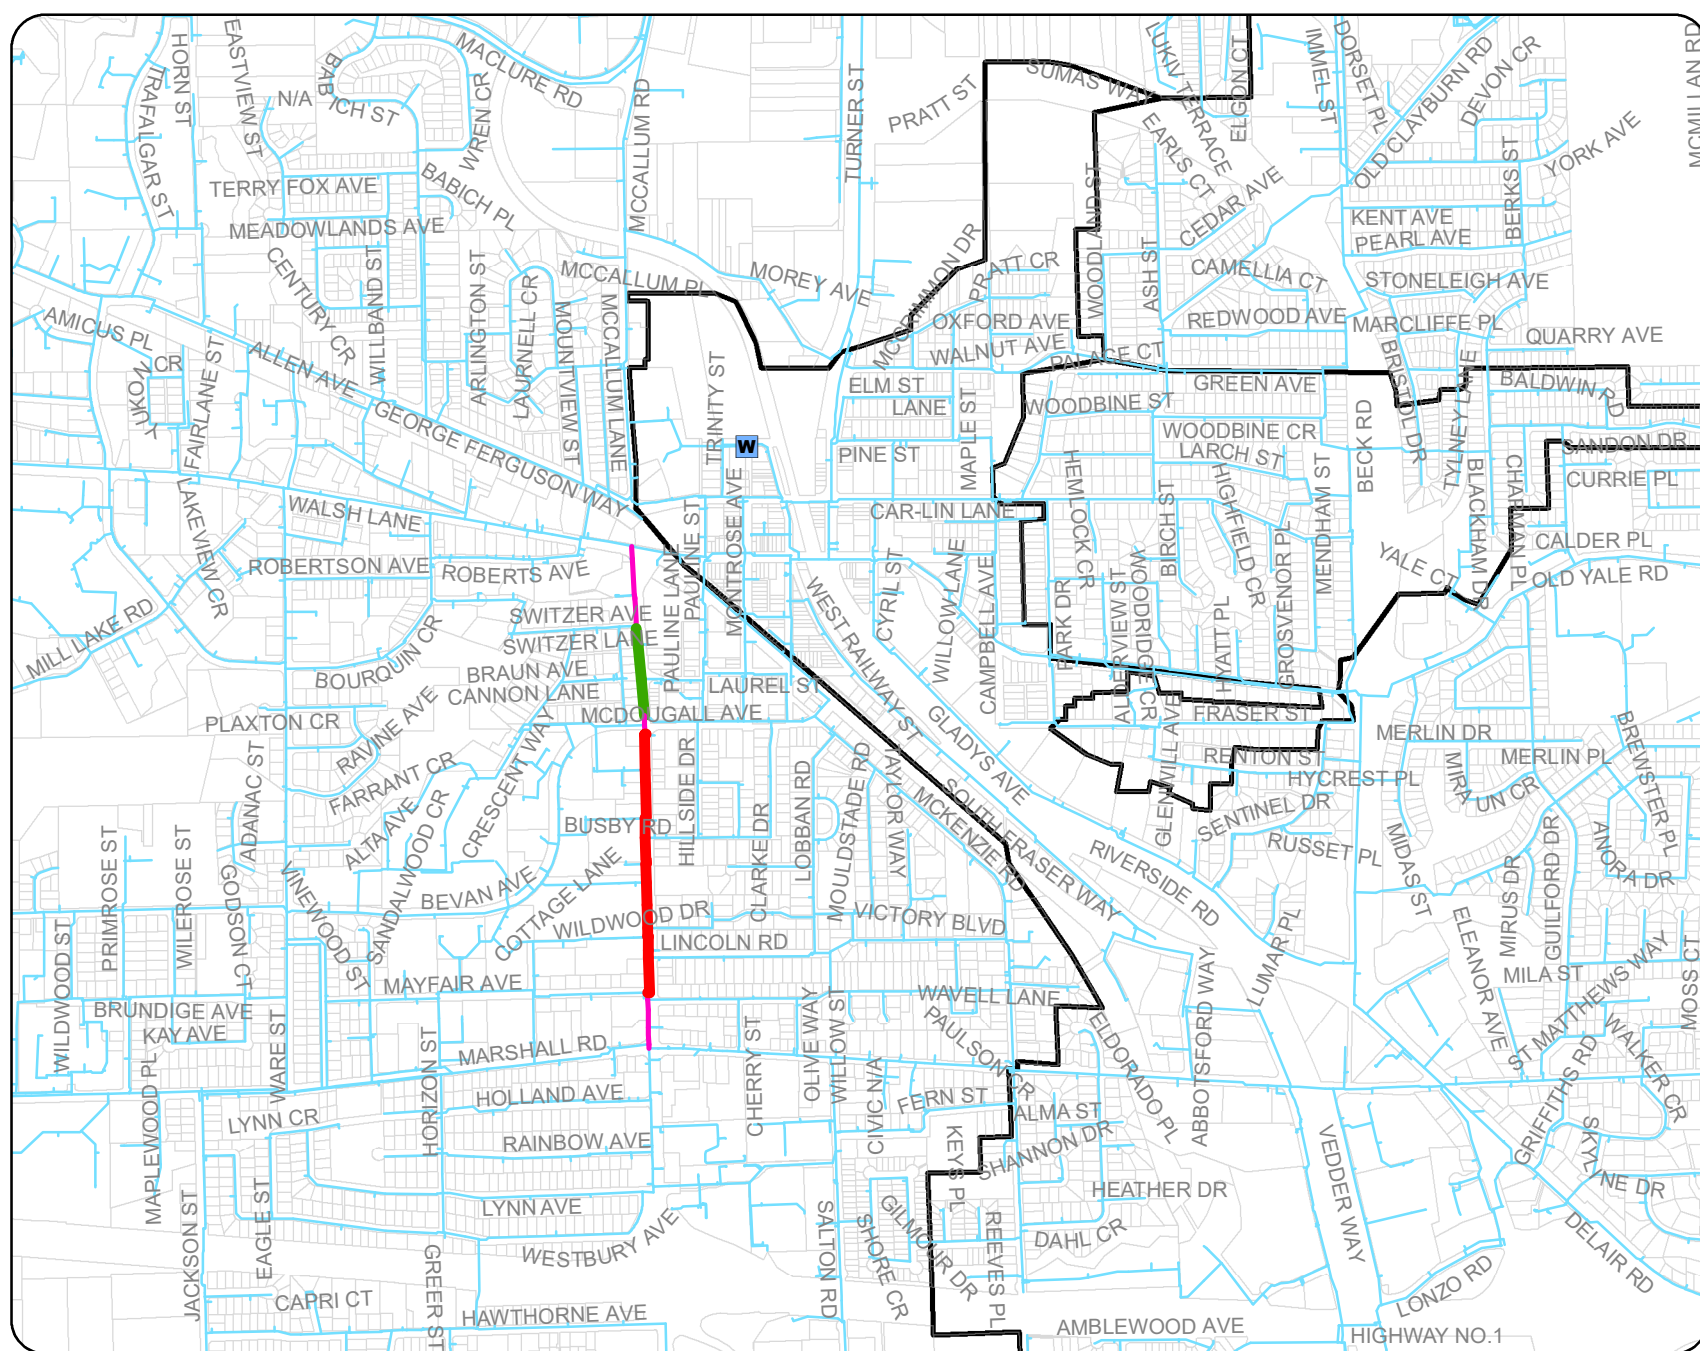 HORN ST
EASTVIEW ST
TRAFALGAR ST
N/A
BABICH ST
MACLURE RD
WREN CR
MCCALLUM RD
TURNER ST
PRATT ST
SUMAS WAY
LUKIV TERRACE
ELGON CT
IMMEL ST
DORSET PL
OLD CLAYBURN RD
DEVON CR
MCMILLAN RD
YORK AVE
BERKS ST
EARLS CT
CEDAR AVE
TERRY FOX AVE
BABICH PL
MEADOWLANDS AVE
CENTURY CR
WILLBAND ST
ARLINGTON ST
LAURNELL CR
MOUNTVIEW ST
MCCALLUM PL
MCCALLUM LANE
MOREY AVE
MCCRIMMON DR
PRATT CR
WOODLAND ST
ASH ST
KENT AVE
PEARL AVE
CAMELLIA CT
STONELEIGH AVE
OXFORD AVE
WALNUT AVE
PALACE CT
REDWOOD AVE
MARCLIFFE PL
QUARRY AVE
AMICUS PL
YUKON CR
FAIRLANE ST
ALLEN AVE
GEORGE FERGUSON WAY
TRINITY ST
W
ELM ST
LANE
PINE ST
MAPLE ST
GREEN AVE
WOODBINE ST
WOODBINE CR
LARCH ST
BECK RD
BRISTOL DR
TYLNEY LANE
BALDWIN RD
SANDON DR
CURRIE PL
CHAPMAN PL
BLACKHAM DR
LAKEVIEW CR
WALSH LANE
PAULINE ST
MONTROSE AVE
CAR-LIN LANE
HEMLOCK CR
BIRCH ST
HIGHFIELD CR
MENDHAM ST
GROSVENOR PL
YALE CT
CALDER PL
OLD YALE RD
ROBERTSON AVE
ROBERTS AVE
SWITZER AVE
SWITZER LANE
PAULINE LANE
BRAUN AVE
CANNON LANE
MCDOUGALL AVE
LAUREL ST
WEST RAILWAY ST
CYRIL ST
WILLOW LANE
CAMPBELL AVE
PARK DR
ALDERVIEW ST
WOODRIDGE CR
HYATT PL
MILL LAKE RD
BOURQUIN CR
PLAXTON CR
RAVINE AVE
FARRANT CR
ADANAC ST
ALTA AVE
SANDALWOOD CR
CRESCENT WAY
BUSBY RD
HILLSIDE DR
CLARKE DR
LOBBAN RD
MOULDSTADE RD
TAYLOR WAY
MCKENZIE RD
GLADYS AVE
SOUTH FRASER WAY
FRASER ST
RENTON ST
HYCREST PL
GLENWILL AVE
SENTINEL DR
RUSSET PL
RIVERSIDE RD
MERLIN DR
MERLIN PL
MIRAUN CR
BREWSTER PL
ANORA DR
MIDAS ST
GUILFORD DR
MIRUS DR
PRIMROSE ST
WILEROSE ST
GODSON CT
VINEWOOD ST
BEVAN AVE
COTTAGE LANE
WILDWOOD DR
LINCOLN RD
VICTORY BLVD
WILDWOOD ST
MAYFAIR AVE
BRUNDIGE AVE
KAY AVE
WARE ST
MARSHALL RD
HORIZON ST
HOLLAND AVE
WAVELL LANE
PAULSON CR
ELDORADO PL
ABBOTSFORD WAY
LUMAR PL
ELEANOR AVE
MILA ST
ST MATTHEWS WAY
MOSS CT
WALKER CR
GRIFFITHS RD
SKYLYNE DR
DELAIR RD
MAPLEWOOD PL
LYNN CR
RAINBOW AVE
CHERRY ST
OLIVE WAY
WILLOW ST
CIVIC N/A
FERN ST
ALMA ST
SHANNON DR
KEYS PL
HEATHER DR
VEDDER WAY
JACKSON ST
EAGLE ST
LYNN AVE
WESTBURY AVE
GREER ST
CAPRI CT
HAWTHORNE AVE
SALTON RD
SHORE CR
GILMOUR DR
REEVES PL
DAHL CR
AMBLEWOOD AVE
LONZO RD
HIGHWAY NO.1